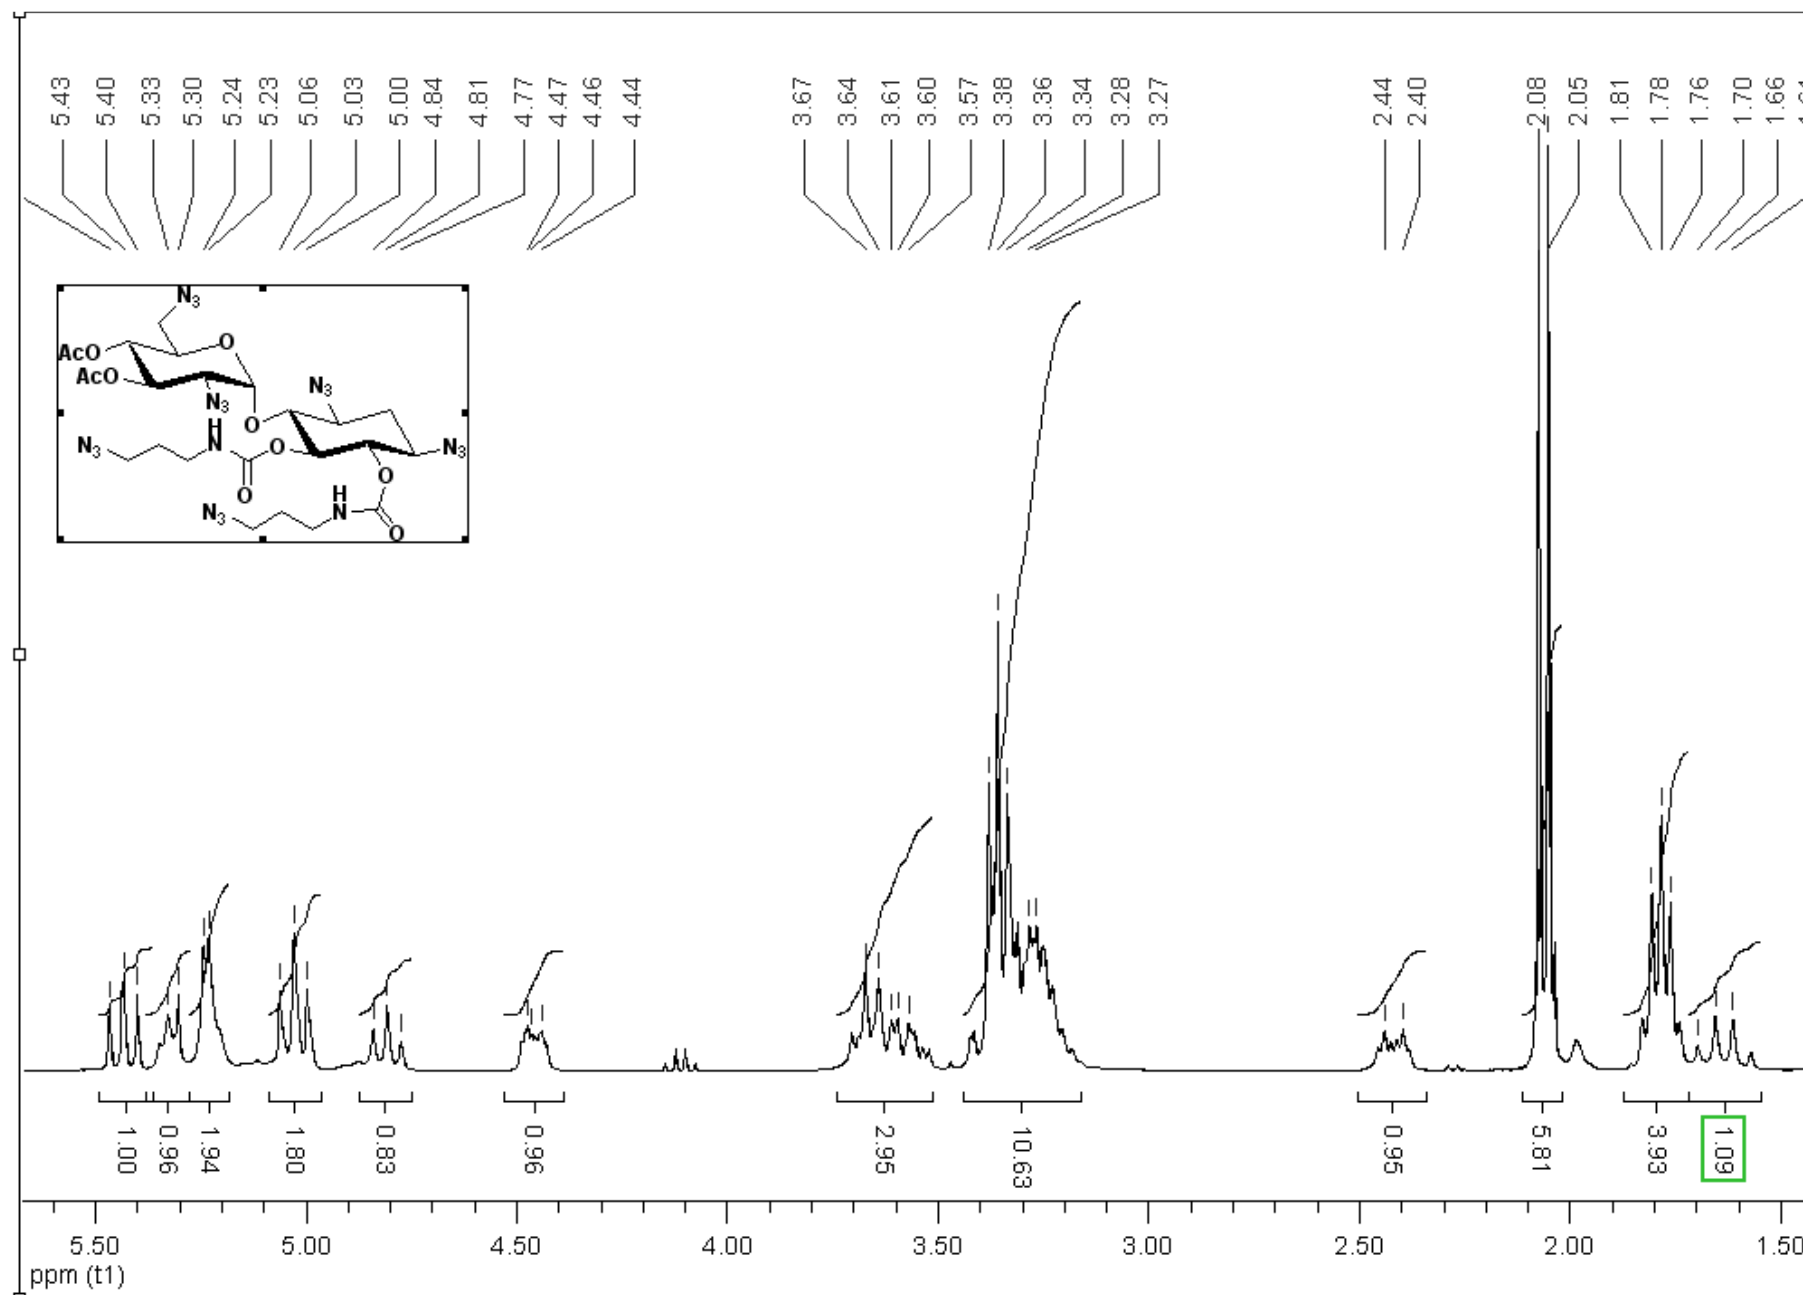 5.43 5.40 5.33 5.30 5.24 5.23 5.06 5.03 5.00 4.84 4.81 4.77 4.47 4.46 4.44 3.67 3.64 3.61 3.60 3.57 3.38 3.36 3.34 3.28 3.27 2.44 2.40 2.08 2.05 1.81 1.78 1.76 1.70 1.66
N3
AcO O
AcO N3
N3
O
H
N3 N O N3
O H O
N3 N O
1.00 0.96 1.94 1.80 0.83 0.96 2.95 10.63 0.95 5.81 3.93 1.09
5.50 5.00 4.50 4.00 3.50 3.00 2.50 2.00 1.50
ppm (t1)